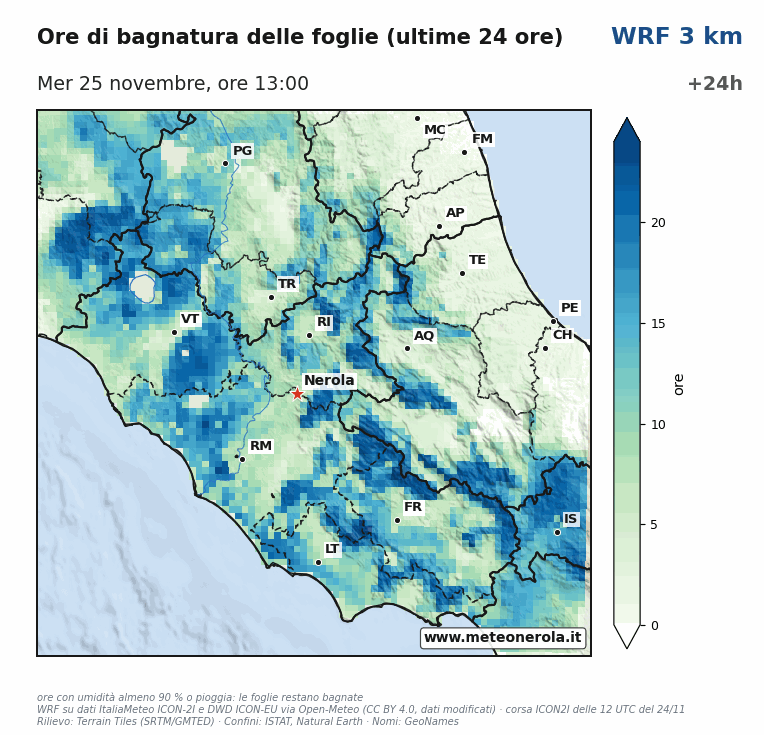 Ore di bagnatura delle foglie (ultime 24 ore)
WRF 3 km
Mer 25 novembre, ore 13:00
+24h
MC
FM
PG
AP
TE
TR
PE
VT
RI
AQ
CH
Nerola
RM
FR
IS
LT
20
15
10
5
0
ore
www.meteonerola.it
ore con umidità almeno 90 % o pioggia: le foglie restano bagnate
WRF su dati ItaliaMeteo ICON-2I e DWD ICON-EU via Open-Meteo (CC BY 4.0, dati modificati) · corsa ICON2I delle 12 UTC del 24/11
Rilievo: Terrain Tiles (SRTM/GMTED) · Confini: ISTAT, Natural Earth · Nomi: GeoNames